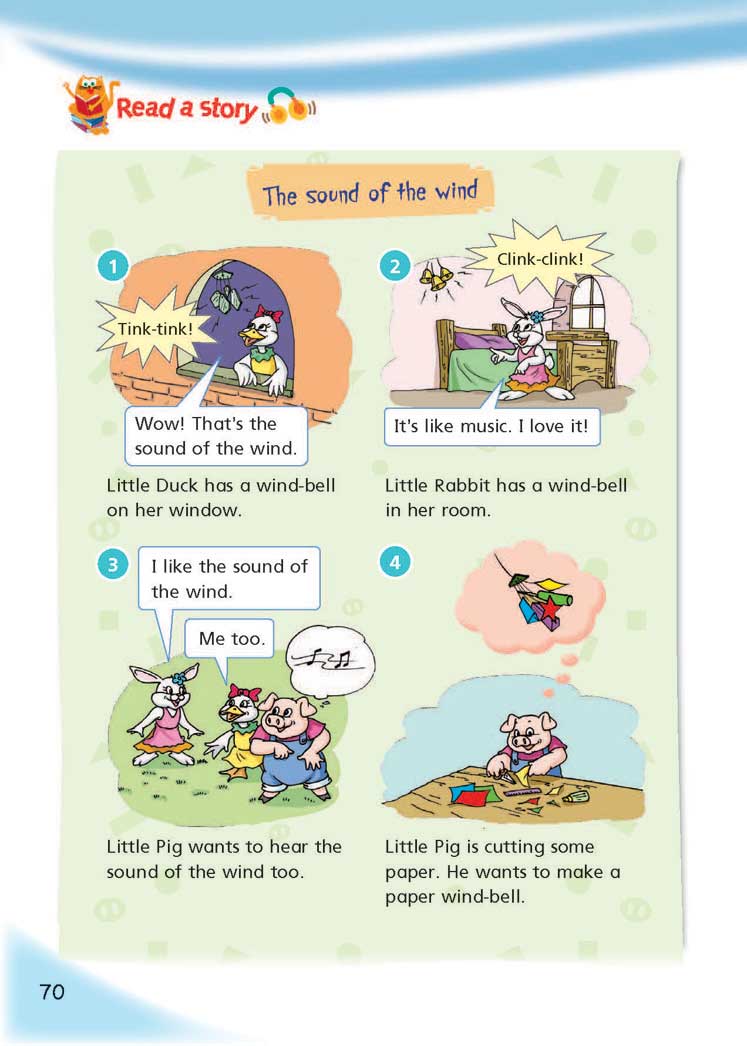 Read a story
The sound of the wind
1
Tink-tink!
Wow! That's the
sound of the wind.
Little Duck has a wind-bell
on her window.
2
Clink-clink!
It's like music. I love it!
Little Rabbit has a wind-bell
in her room.
3
I like the sound of
the wind.
Me too.
Little Pig wants to hear the
sound of the wind too.
4
Little Pig is cutting some
paper. He wants to make a
paper wind-bell.
70